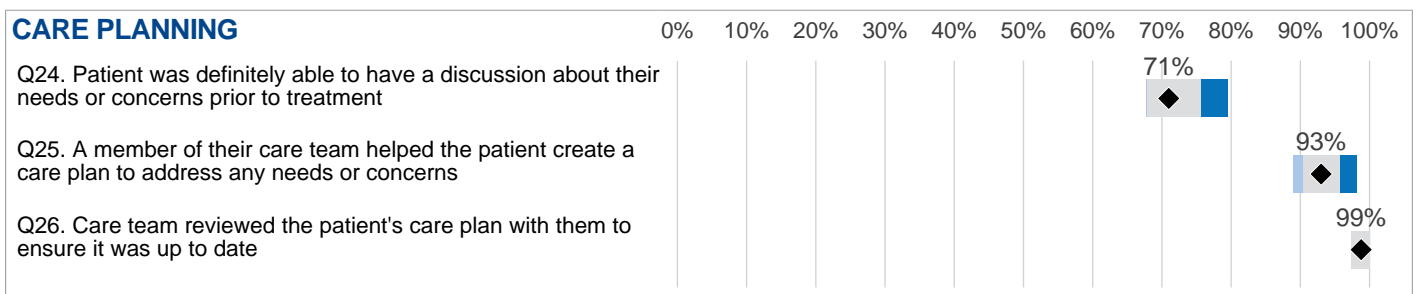 CARE PLANNING
0% 10% 20% 30% 40% 50% 60% 70% 80% 90% 100%
Q24. Patient was definitely able to have a discussion about their
needs or concerns prior to treatment
71%
Q25. A member of their care team helped the patient create a
care plan to address any needs or concerns
93%
Q26. Care team reviewed the patient's care plan with them to
ensure it was up to date
99%